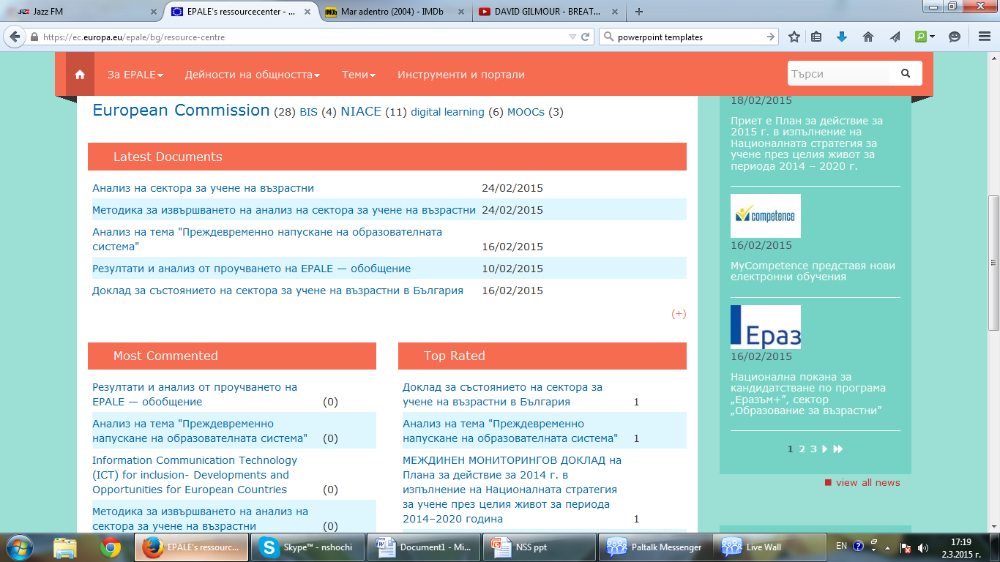 Jazz FM
EPALE's ressourcecenter - ...
Mar adentro (2004) - IMDb
DAVID GILMOUR - BREAT...
https://ec.europa.eu/epale/bg/resource-centre
powerpoint templates
За EPALE
Дейности на общността
Теми
Инструменти и портали
Търси
European Commission (28) BIS (4) NIACE (11) digital learning (6) MOOCs (3)
Latest Documents
Анализ на сектора за учене на възрастни 24/02/2015
Методика за извършването на анализ на сектора за учене на възрастни 24/02/2015
Анализ на тема "Преждевременно напускане на образователната
система" 16/02/2015
Резултати и анализ от проучването на EPALE — обобщение 10/02/2015
Доклад за състоянието на сектора за учене на възрастни в България 16/02/2015
(+)
Most Commented
Резултати и анализ от проучването на
EPALE — обобщение (0)
Анализ на тема "Преждевременно
напускане на образователната система" (0)
Information Communication Technology
(ICT) for inclusion- Developments and
Opportunities for European Countries (0)
Методика за извършването на анализ на
сектора за учене на възрастни (0)
Top Rated
Доклад за състоянието на сектора за
учене на възрастни в България 1
Анализ на тема "Преждевременно
напускане на образователната система" 1
МЕЖДИНЕН МОНИТОРИНГОВ ДОКЛАД на
Плана за действие за 2014 г. в
изпълнение на Националната стратегия
за учене през целия живот за периода
2014–2020 година 1
18/02/2015
Приет е План за действие за
2015 г. в изпълнение на
Националната стратегия за
учене през целия живот за
периода 2014 – 2020 г.
competence
16/02/2015
MyCompetence представя нови
електронни обучения
Ераз
16/02/2015
Национална покана за
кандидатстване по програма
„Еразъм+”, сектор
„Образование за възрастни”
1 2 3
view all news
EPALE's ressourc...
Skype™ - nshochi
Document1 - Mi...
NSS ppt
Paltalk Messenger
Live Wall
EN
17:19
2.3.2015 г.